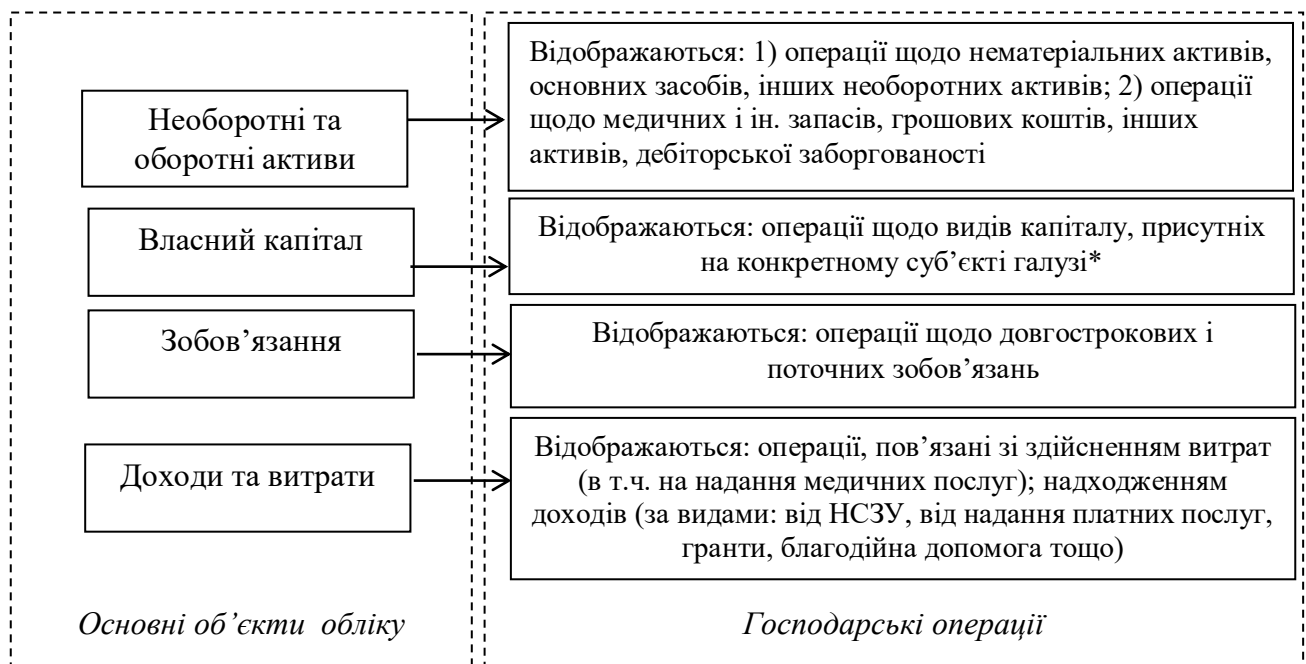 Необоротні та
оборотні активи
Відображаються: 1) операції щодо нематеріальних активів,
основних засобів, інших необоротних активів; 2) операції
щодо медичних і ін. запасів, грошових коштів, інших
активів, дебіторської заборгованості
Власний капітал
Відображаються: операції щодо видів капіталу, присутніх
на конкретному суб’єкті галузі*
Зобов’язання
Відображаються: операції щодо довгострокових і
поточних зобов’язань
Доходи та витрати
Відображаються: операції, пов’язані зі здійсненням витрат
(в т.ч. на надання медичних послуг); надходженням
доходів (за видами: від НСЗУ, від надання платних послуг,
гранти, благодійна допомога тощо)
Основні об’єкти обліку
Господарські операції